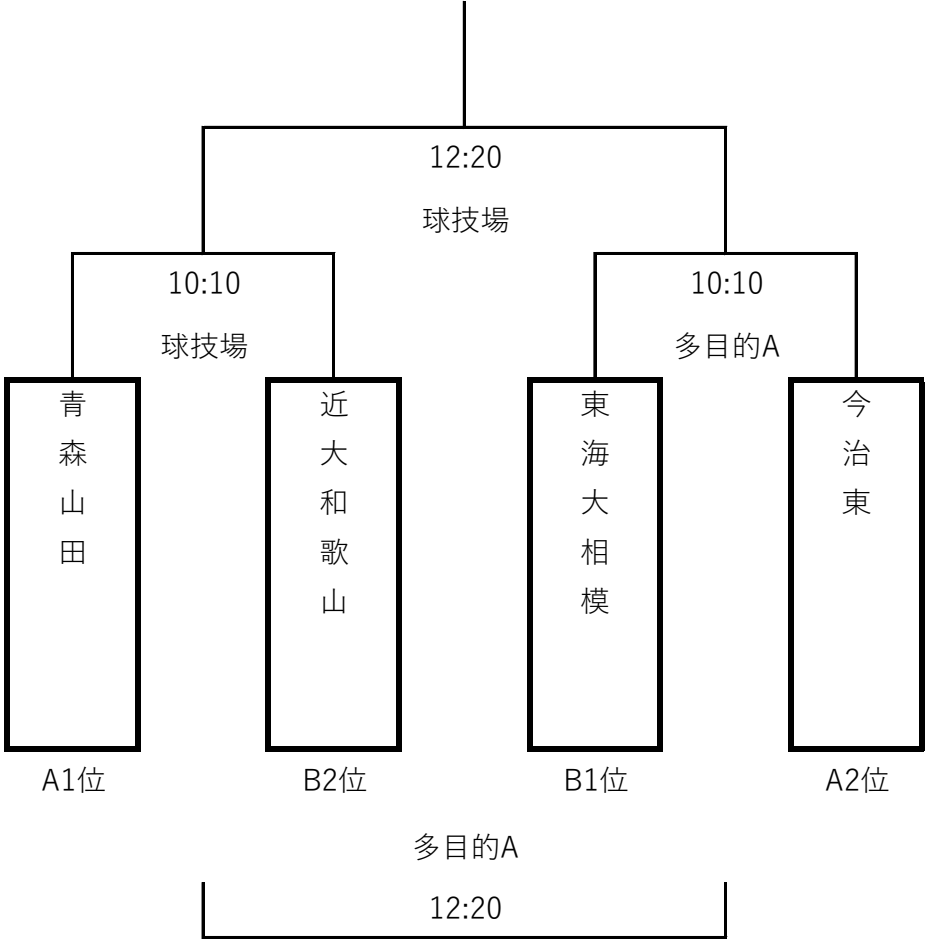 12:20
球技場
10:10
球技場
10:10
多目的A
青森山田
近大和歌山
東海大相模
今治東
A1位
B2位
B1位
A2位
多目的A
12:20